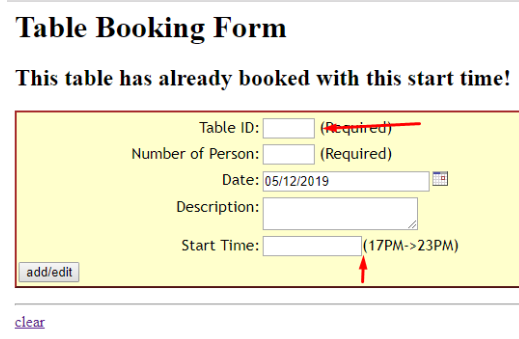 Table Booking Form
This table has already booked with this start time!
Table ID: (Required)
Number of Person: (Required)
Date: 05/12/2019
Description:
Start Time: (17PM->23PM)
add/edit
clear